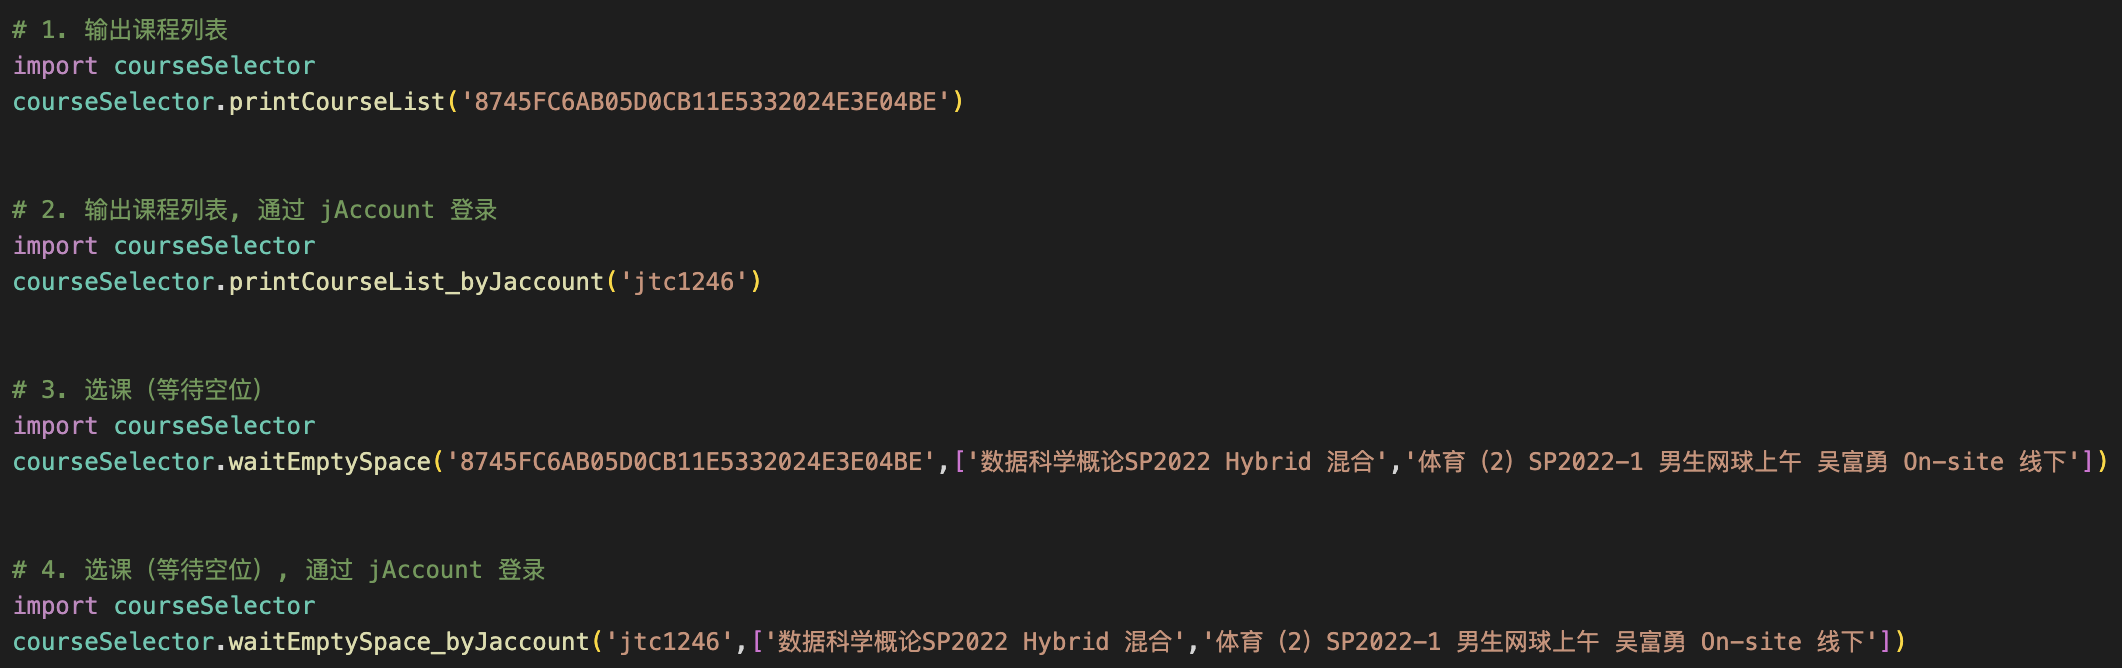 # 1. 输出课程列表
import courseSelector
courseSelector.printCourseList('8745FC6AB05D0CB11E5332024E3E04BE')
# 2. 输出课程列表, 通过 jAccount 登录
import courseSelector
courseSelector.printCourseList_byJaccount('jtc1246')
# 3. 选课（等待空位）
import courseSelector
courseSelector.waitEmptySpace('8745FC6AB05D0CB11E5332024E3E04BE',['数据科学概论SP2022 Hybrid 混合','体育（2）SP2022-1 男生网球上午 吴富勇 On-site 线下'])
# 4. 选课（等待空位）, 通过 jAccount 登录
import courseSelector
courseSelector.waitEmptySpace_byJaccount('jtc1246',['数据科学概论SP2022 Hybrid 混合','体育（2）SP2022-1 男生网球上午 吴富勇 On-site 线下'])